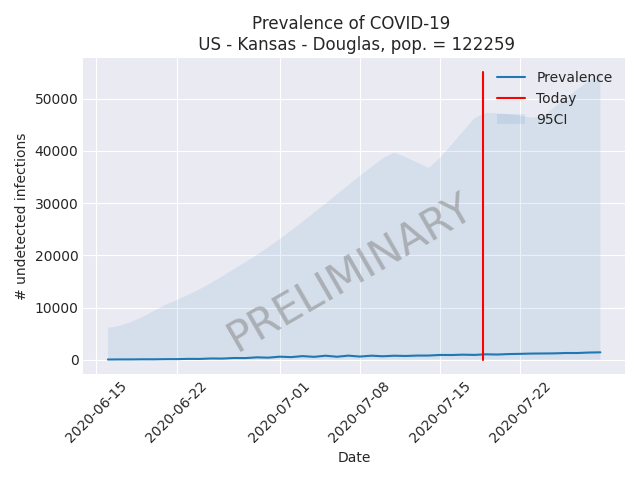 Prevalence of COVID-19
US - Kansas - Douglas, pop. = 122259
Prevalence
Today
95CI
50000
40000
30000
20000
10000
0
# undetected infections
PRELIMINARY
2020-06-15
2020-06-22
2020-07-01
2020-07-08
2020-07-15
2020-07-22
Date